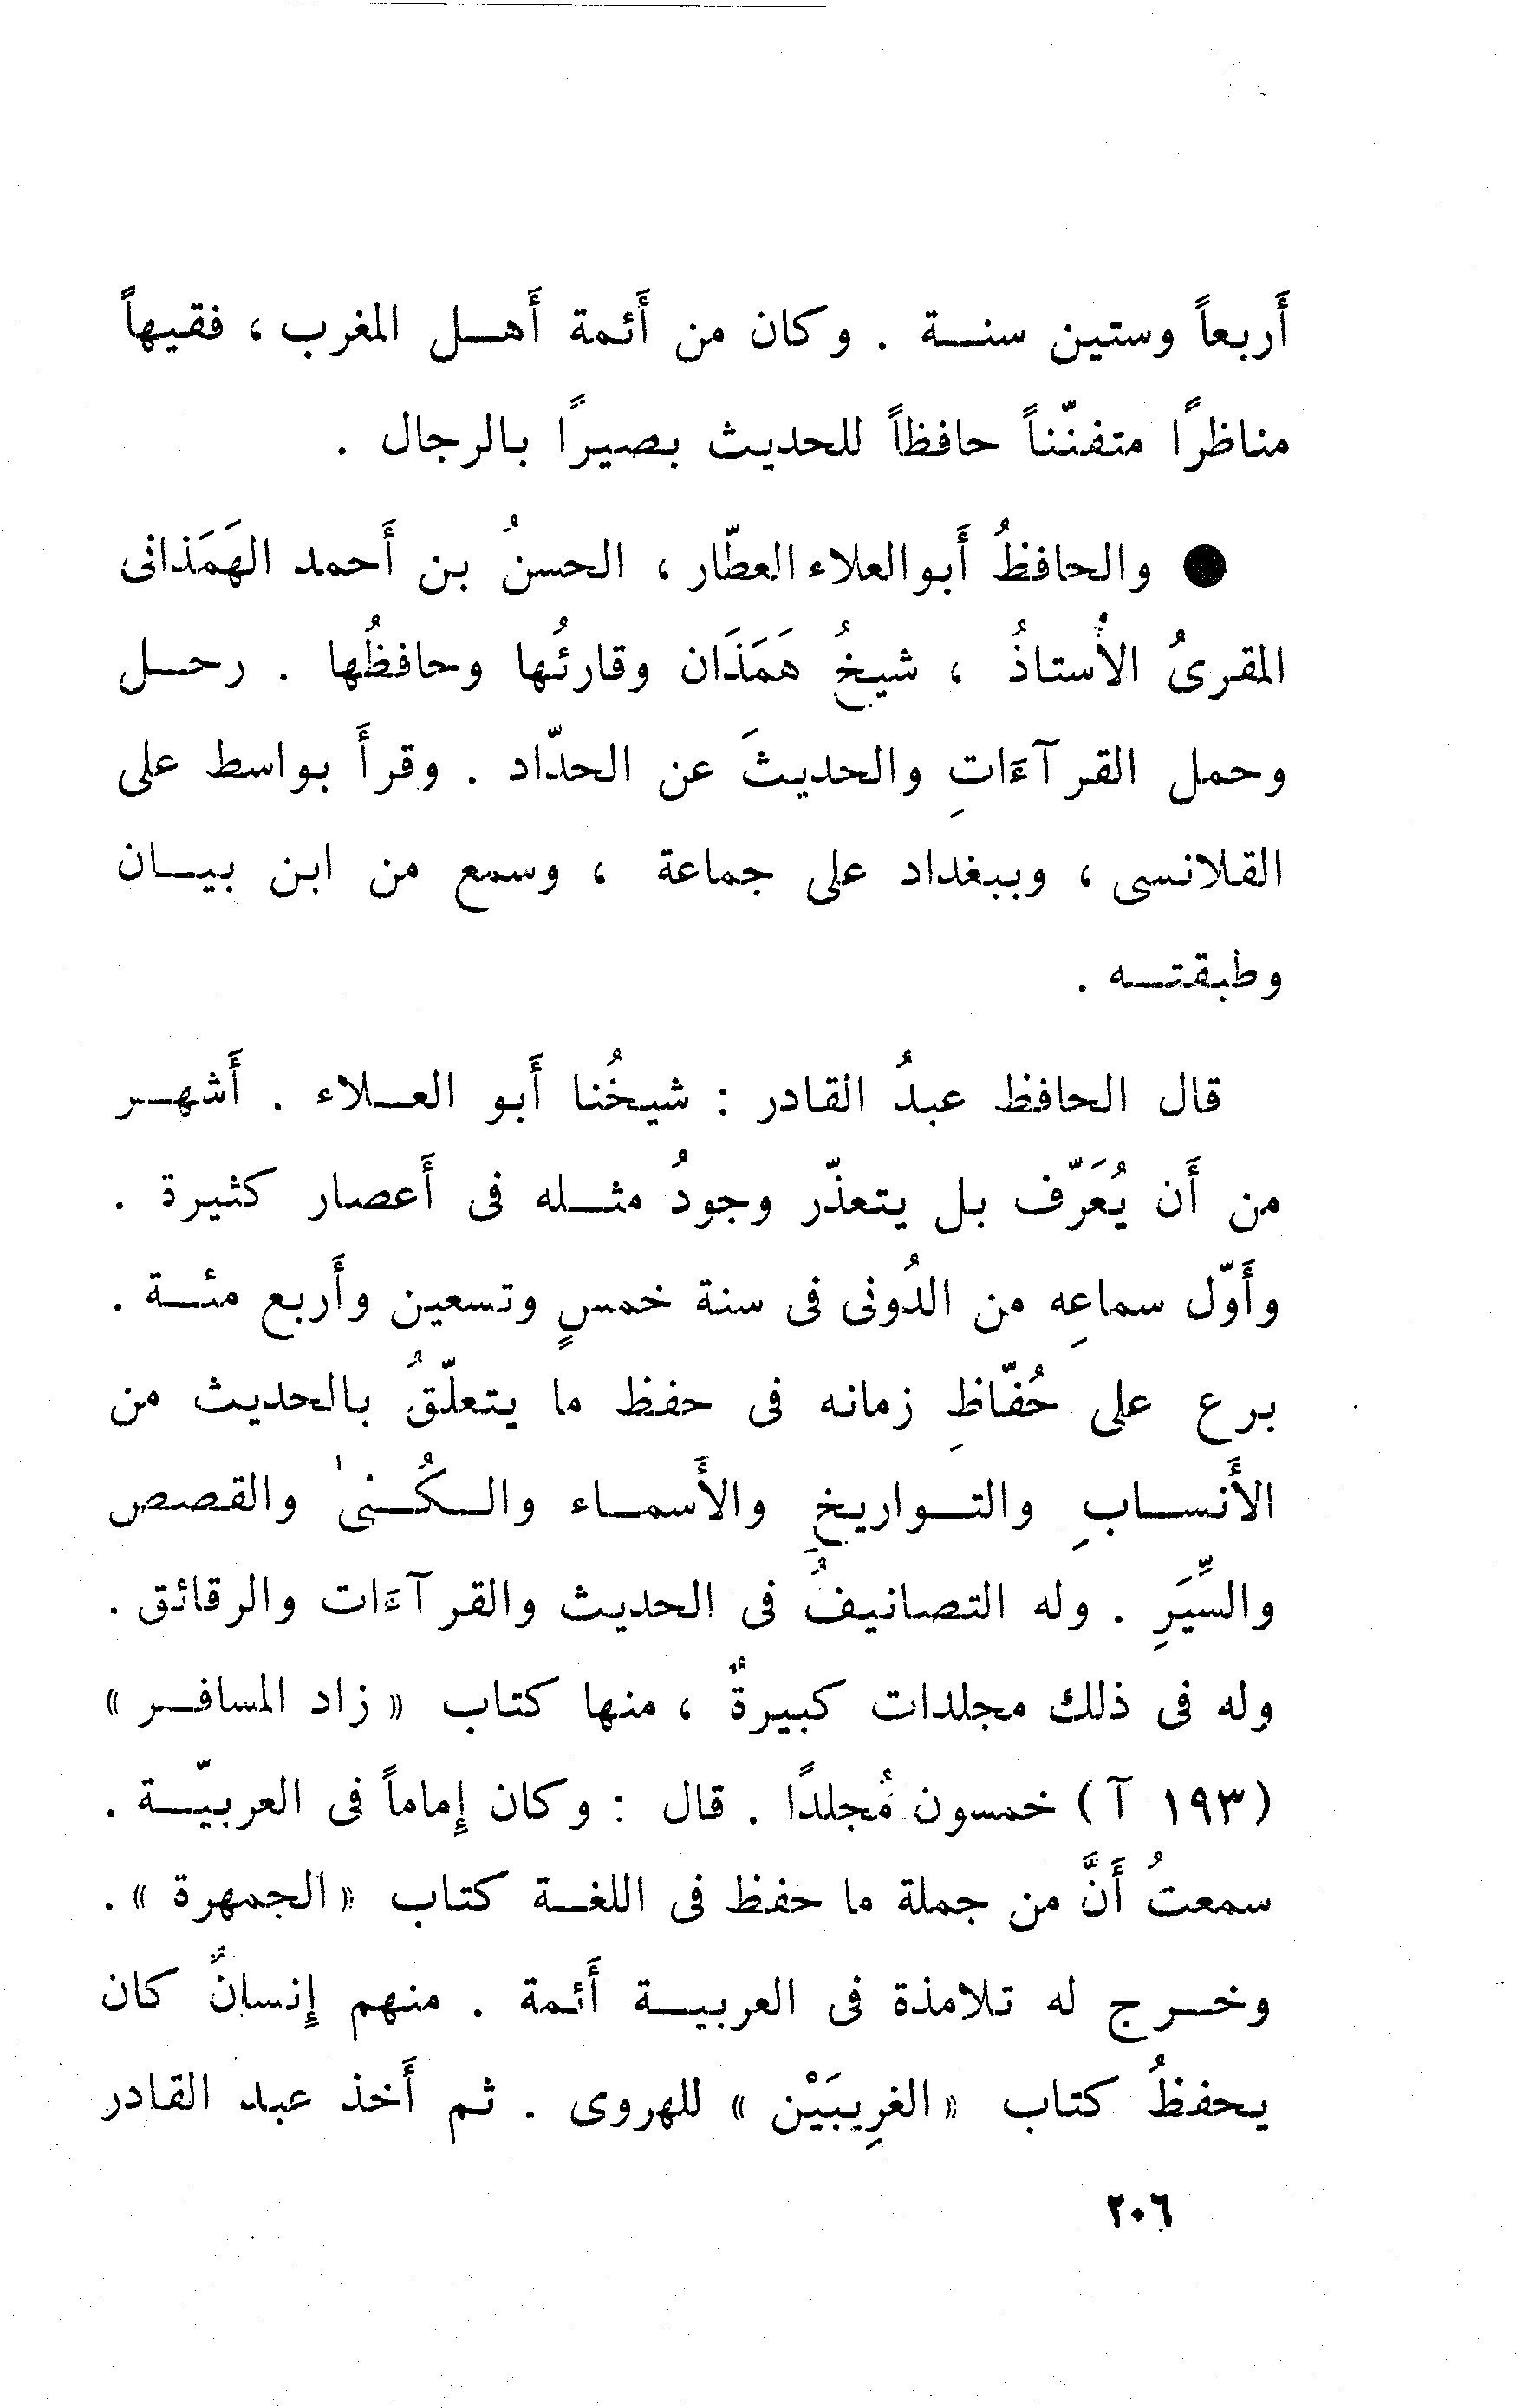 أَربعاً وستين سنة . وكان من أَئمة أَهل المغرب ، فقيهاً
مناظرًا متفنّناً حافظاً للحديث بصيرًا بالرجال .
● والحافظُ أَبو العلاء العطّار ، الحسنُ بن أَحمد الهَمَذانى
المقرىُ الأُستاذُ ، شيخُ هَمَذَان وقارئُها وحافظُها . رحل
وحمل القرآءَاتِ والحديثَ عن الحدّاد . وقرأَ بواسط على
القلانسى ، وببغداد على جماعة ، وسمع من ابن بيان
وطبقته .
قال الحافظ عبدُ القادر : شيخُنا أَبو العلاء . أَشهر
من أَن يُعَرّف بل يتعذّر وجودُ مثله فى أَعصار كثيرة .
وأَوّل سماعِه من الدُونى فى سنة خمسٍ وتسعين وأَربع مئة .
برع على حُفّاظِ زمانه فى حفظ ما يتعلّقُ بالحديث من
الأَنسابِ والتواريخِ والأَسماء والكُنىٰ والقصص
والسِّيَرِ . وله التصانيفُ فى الحديث والقرآءَات والرقائق .
وله فى ذلك مجلدات كبيرةٌ ، منها كتاب « زاد المسافر »
(١٩٣ آ) خمسون مُجلدًا . قال : وكان إِماماً فى العربيّة .
سمعتُ أَنَّ من جملة ما حفظ فى اللغة كتاب « الجمهرة » .
وخرج له تلامذة فى العربية أَئمة . منهم إِنسانٌ كان
يحفظُ كتاب « الغرِيبَيْن » للهروى . ثم أَخذ عبد القادر
٢٠٦